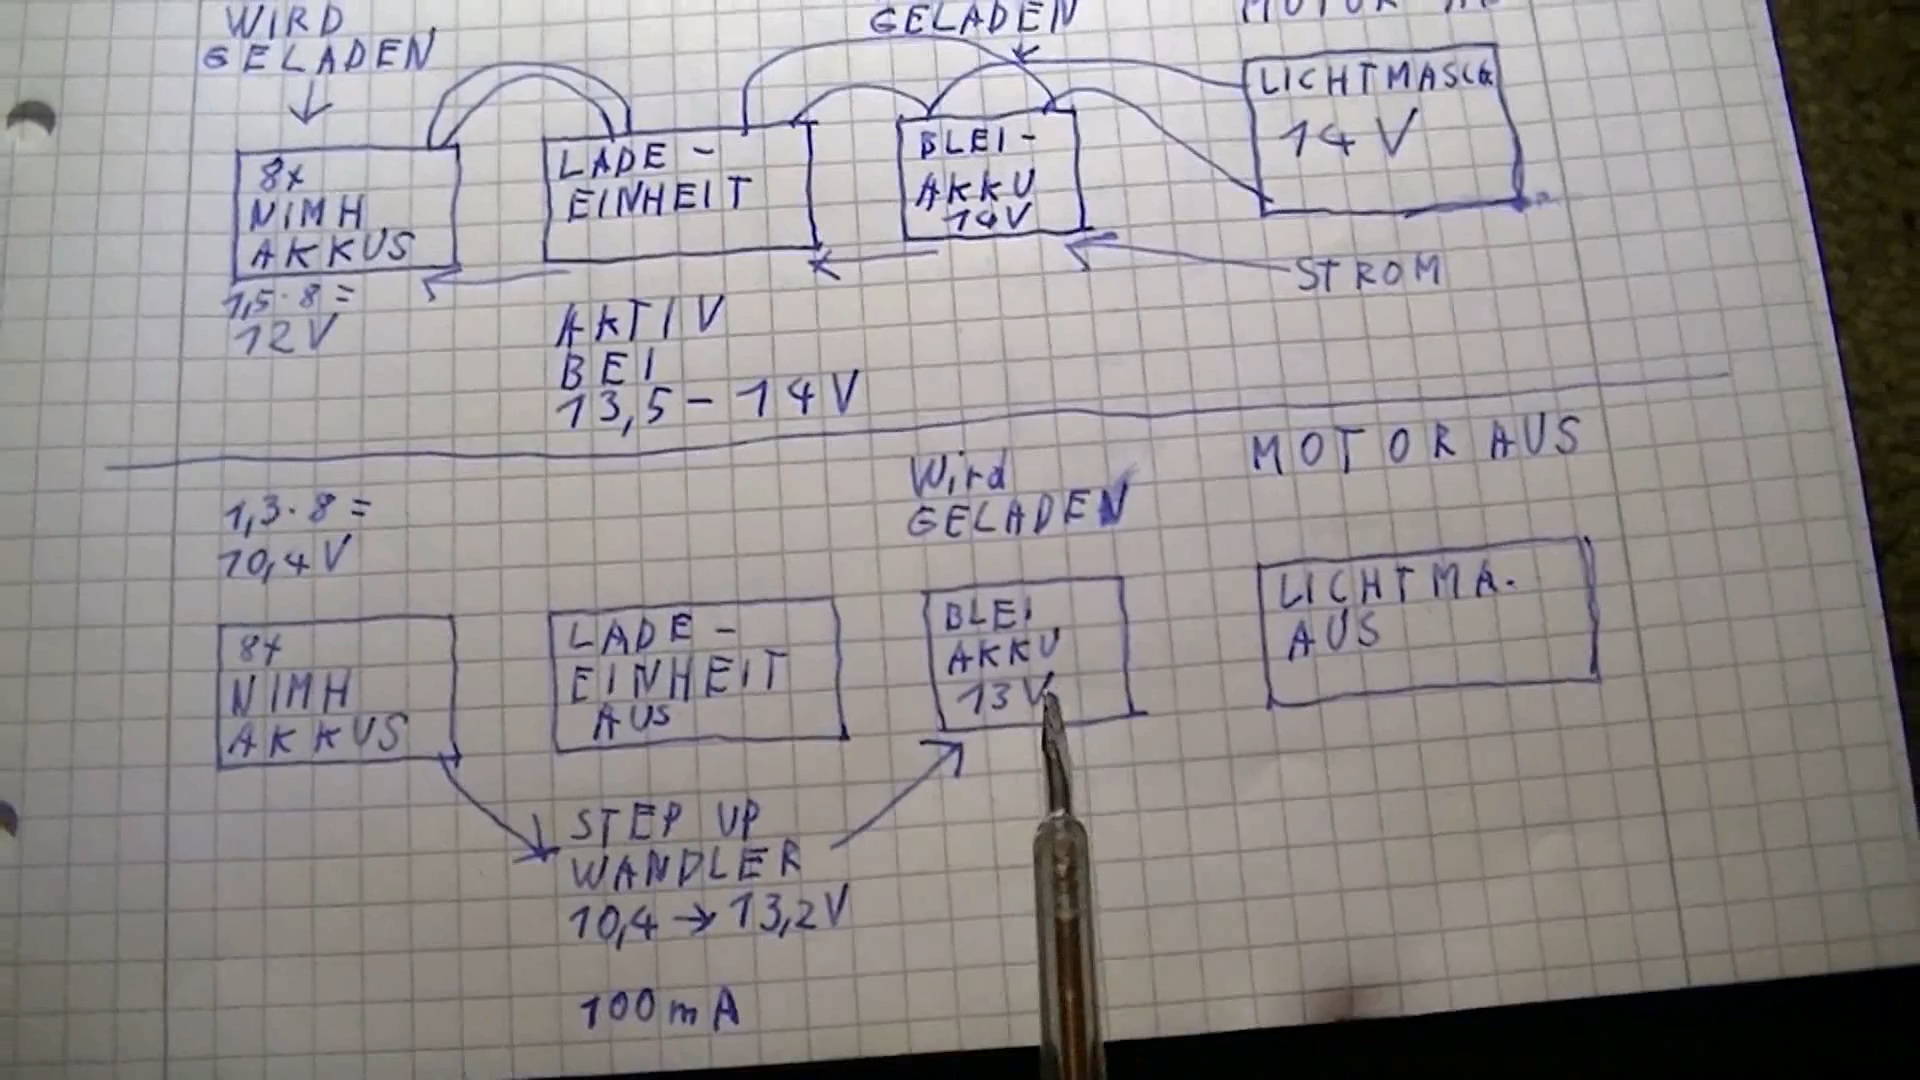 WIRD
GELADEN
GELADEN
MOTOR
8x
NIMH
AKKUS
1,5·8=
12V
LADE-
EINHEIT
AKTIV
BEI
13,5-14V
BLEI-
AKKU
14V
LICHTMASCH
14V
STROM
MOTOR AUS
1,3·8=
10,4V
8x
NIMH
AKKUS
LADE-
EINHEIT
AUS
Wird
GELADEN
BLEI
AKKU
13V
LICHTMA.
AUS
STEP UP
WANDLER
10,4→13,2V
100mA